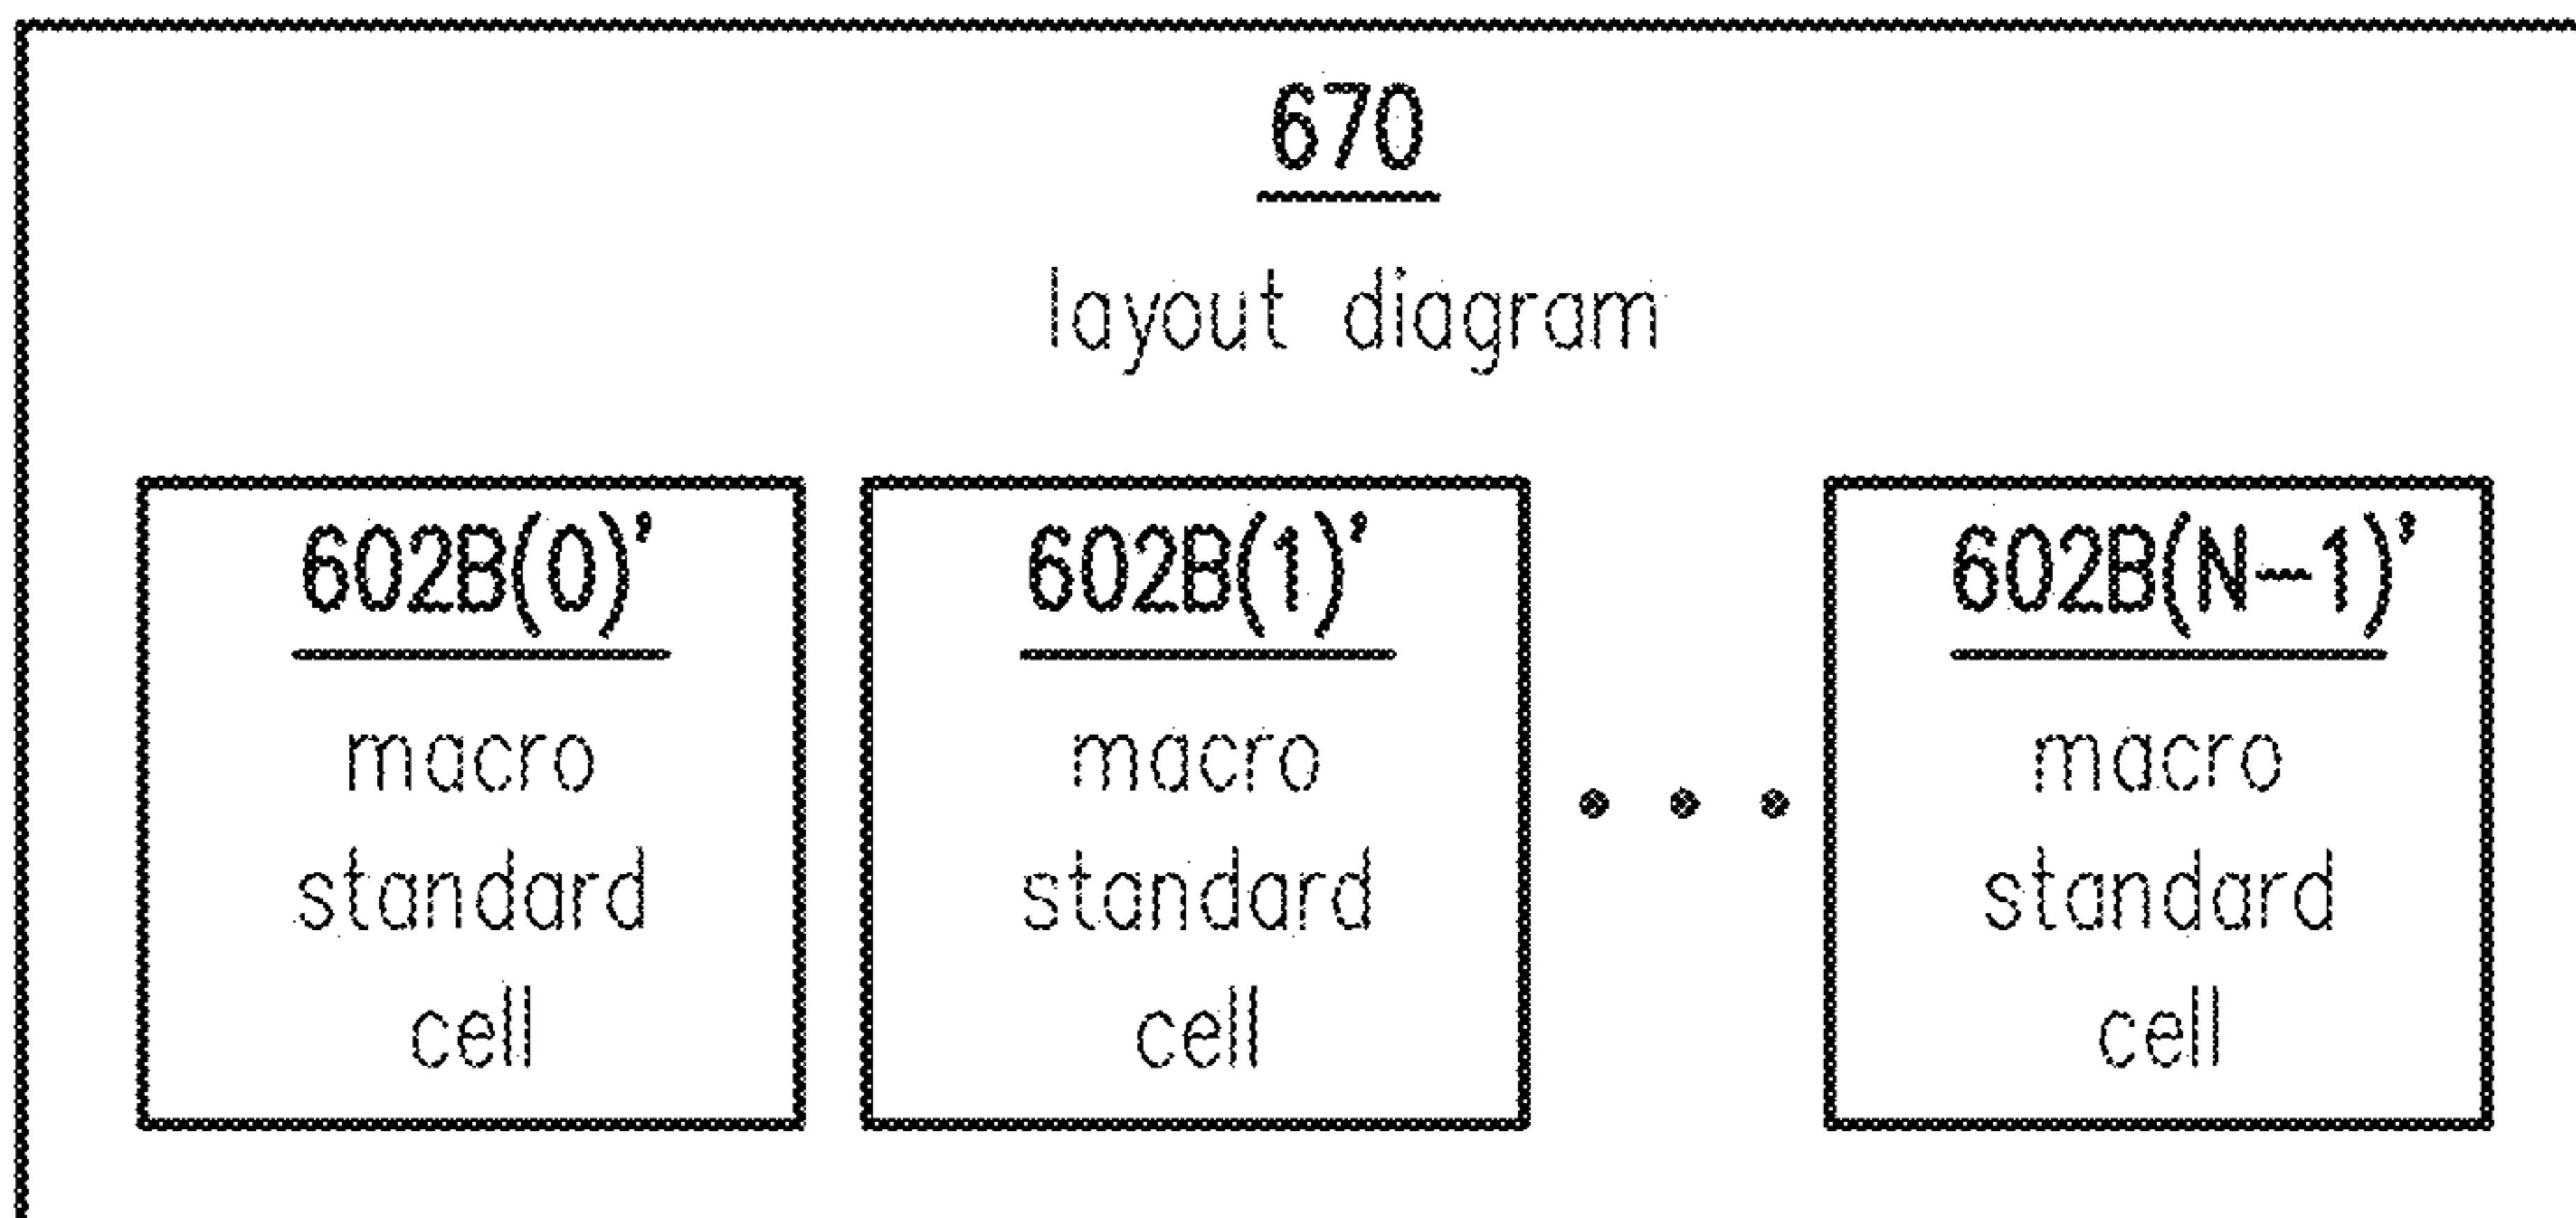 670
layout diagram
602B(0)’ 602B(1)’ 602B(N-1)’
macro macro • • • macro
standard standard standard
cell cell cell